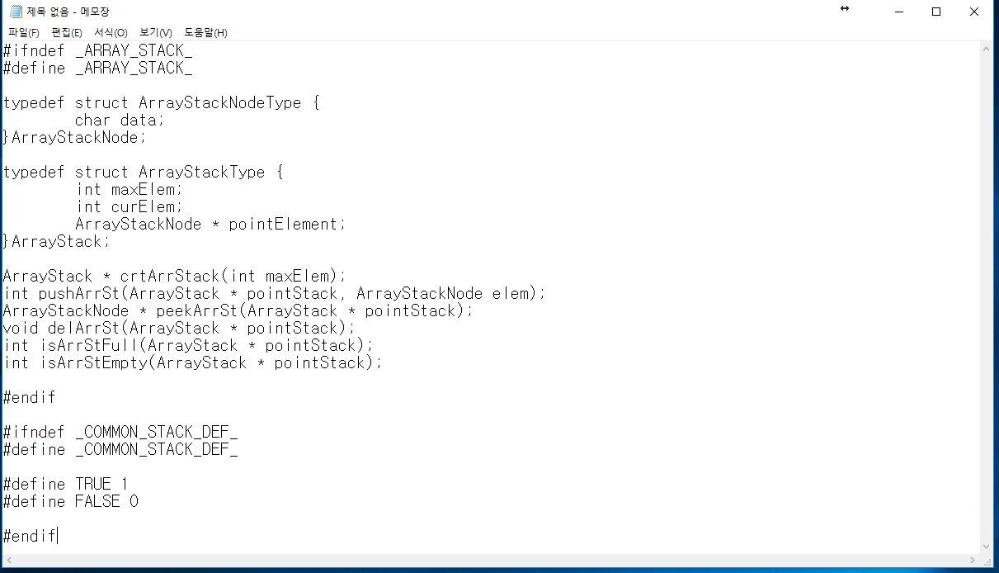 제목 없음 - 메모장
파일(F) 편집(E) 서식(O) 보기(V) 도움말(H)
#ifndef _ARRAY_STACK_
#define _ARRAY_STACK_

typedef struct ArrayStackNodeType {
        char data;
}ArrayStackNode;

typedef struct ArrayStackType {
        int maxElem;
        int curElem;
        ArrayStackNode * pointElement;
}ArrayStack;

ArrayStack * crtArrStack(int maxElem);
int pushArrSt(ArrayStack * pointStack, ArrayStackNode elem);
ArrayStackNode * peekArrSt(ArrayStack * pointStack);
void delArrSt(ArrayStack * pointStack);
int isArrStFull(ArrayStack * pointStack);
int isArrStEmpty(ArrayStack * pointStack);

#endif

#ifndef _COMMON_STACK_DEF_
#define _COMMON_STACK_DEF_

#define TRUE 1
#define FALSE 0

#endif